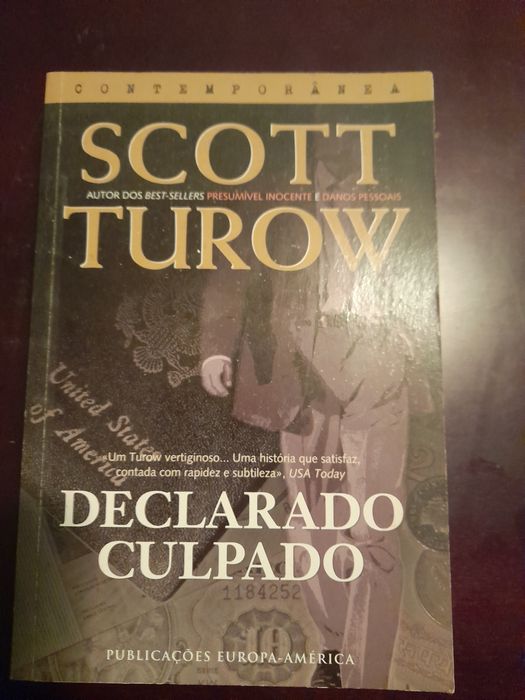 CONTEMPORÂNEA
SCOTT
AUTOR DOS BEST-SELLERS PRESUMÍVEL INOCENTE E DANOS PESSOAIS
TUROW
United States
of America
«Um Turow vertiginoso... Uma história que satisfaz,
contada com rapidez e subtileza», USA Today
DECLARADO
CULPADO
1184252
10
PUBLICAÇÕES EUROPA-AMÉRICA